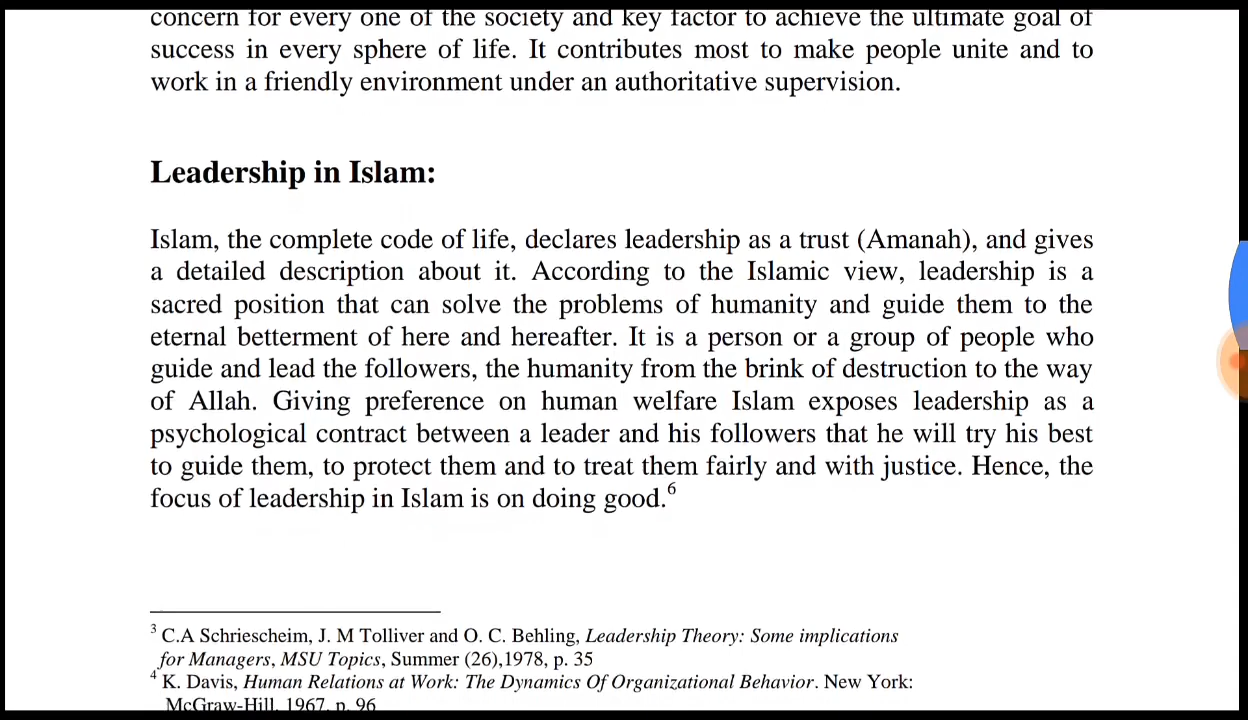 concern for every one of the society and key factor to achieve the ultimate goal of
success in every sphere of life. It contributes most to make people unite and to
work in a friendly environment under an authoritative supervision.
Leadership in Islam:
Islam, the complete code of life, declares leadership as a trust (Amanah), and gives
a detailed description about it. According to the Islamic view, leadership is a
sacred position that can solve the problems of humanity and guide them to the
eternal betterment of here and hereafter. It is a person or a group of people who
guide and lead the followers, the humanity from the brink of destruction to the way
of Allah. Giving preference on human welfare Islam exposes leadership as a
psychological contract between a leader and his followers that he will try his best
to guide them, to protect them and to treat them fairly and with justice. Hence, the
focus of leadership in Islam is on doing good.6
3 C.A Schriescheim, J. M Tolliver and O. C. Behling, Leadership Theory: Some implications
for Managers, MSU Topics, Summer (26),1978, p. 35
4 K. Davis, Human Relations at Work: The Dynamics Of Organizational Behavior. New York:
McGraw-Hill, 1967, p. 96